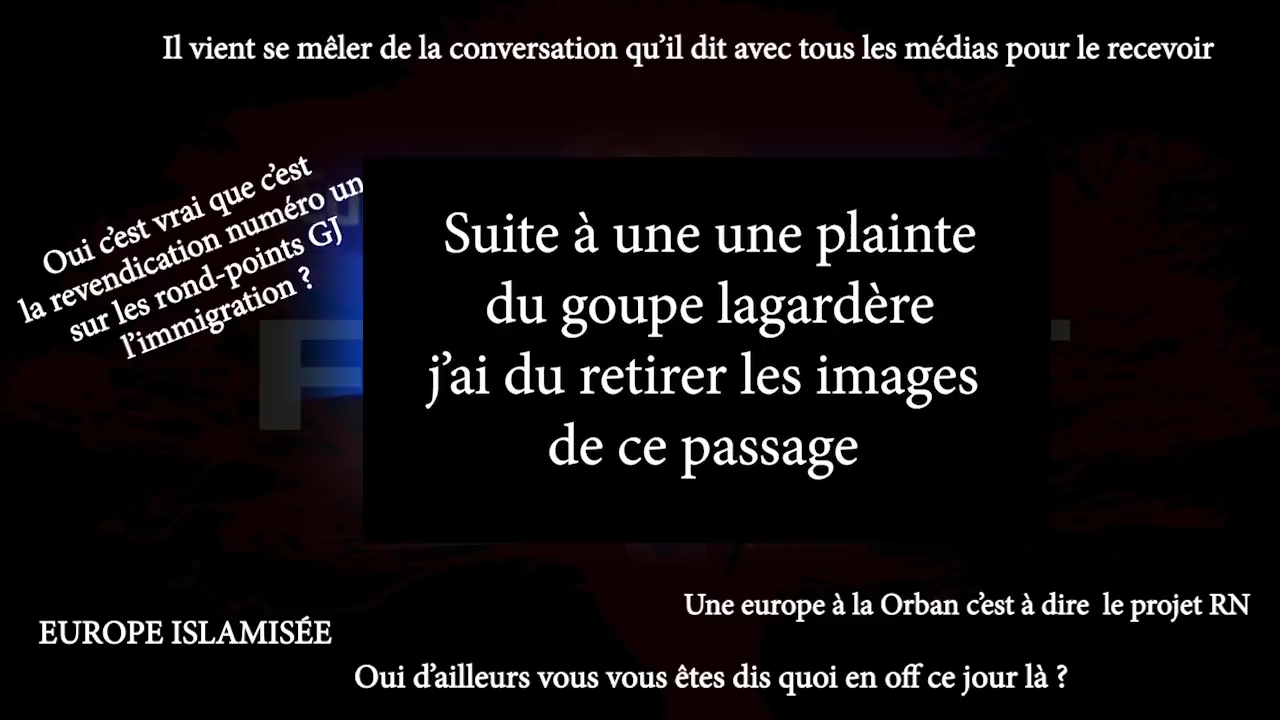 Il vient se mêler de la conversation qu'il dit avec tous les médias pour le recevoir
Oui c'est vrai que c'est
la revendication numéro un
sur les rond-points GJ
l'immigration ?
Suite à une une plainte
du goupe lagardère
j'ai du retirer les images
de ce passage
Une europe à la Orban c'est à dire le projet RN
EUROPE ISLAMISÉE
Oui d'ailleurs vous vous êtes dis quoi en off ce jour là ?